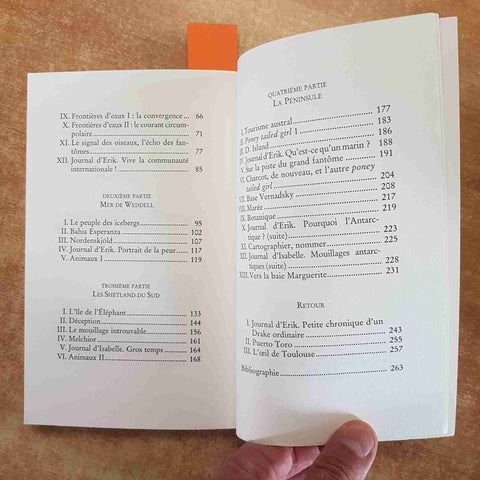 IX. Frontières d'eaux I : la convergence ... 66
X. Frontières d'eaux II : le courant circum-
polaire ... 71
XI. Le signal des oiseaux, l'écho des fan-
tômes ... 77
XII. Journal d'Erik. Vive la communauté
internationale ! ... 85
DEUXIÈME PARTIE
MER DE WEDDELL
I. Le peuple des icebergs ... 95
II. Bahia Esperanza ... 102
III. Nordenskjöld ... 107
IV. Journal d'Erik. Portrait de la peur ... 117
V. Animaux I ... 119
TROISIÈME PARTIE
LES SHETLAND DU SUD
I. L'île de l'Éléphant ... 133
II. Déception ... 144
III. Le mouillage introuvable ... 156
IV. Melchior ... 161
V. Journal d'Isabelle. Gros temps ... 164
VI. Animaux II ... 168
QUATRIÈME PARTIE
LA PÉNINSULE
I. Tourisme austral ... 177
II. Poney tailed girl 1 ... 183
III. D. Island ... 186
IV. Journal d'Erik. Qu'est-ce qu'un marin ? ... 188
V. Sur la piste du grand fantôme ... 191
VI. Charcot, de nouveau, et l'autre poney
tailed girl ... 204
VII. Base Vernadsky ... 208
VIII. Marée ... 217
IX. Botanique ... 219
X. Journal d'Erik. Pourquoi l'Antarc-
tique ? (suite) ... 223
XI. Cartographier, nommer ... 225
XII. Journal d'Isabelle. Mouillages antarc-
tiques (suite) ... 228
XIII. Vers la baie Marguerite ... 231
RETOUR
I. Journal d'Erik. Petite chronique d'un
Drake ordinaire ... 243
II. Puerto Toro ... 255
III. L'œil de Toulouse ... 257
Bibliographie ... 263